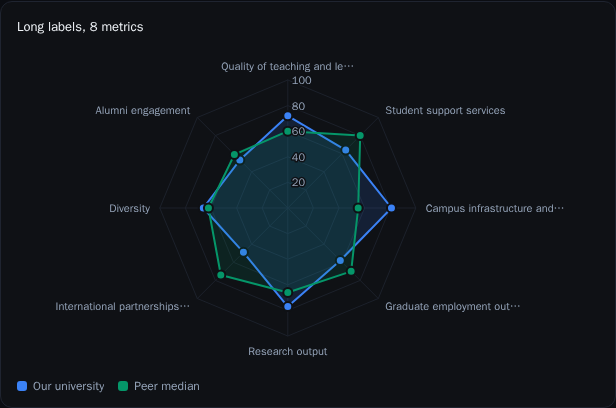 Long labels, 8 metrics
Quality of teaching and le…
100
Alumni engagement
80
Student support services
60
40
20
Diversity
Campus infrastructure and…
International partnerships…
Graduate employment out…
Research output
Our university
Peer median